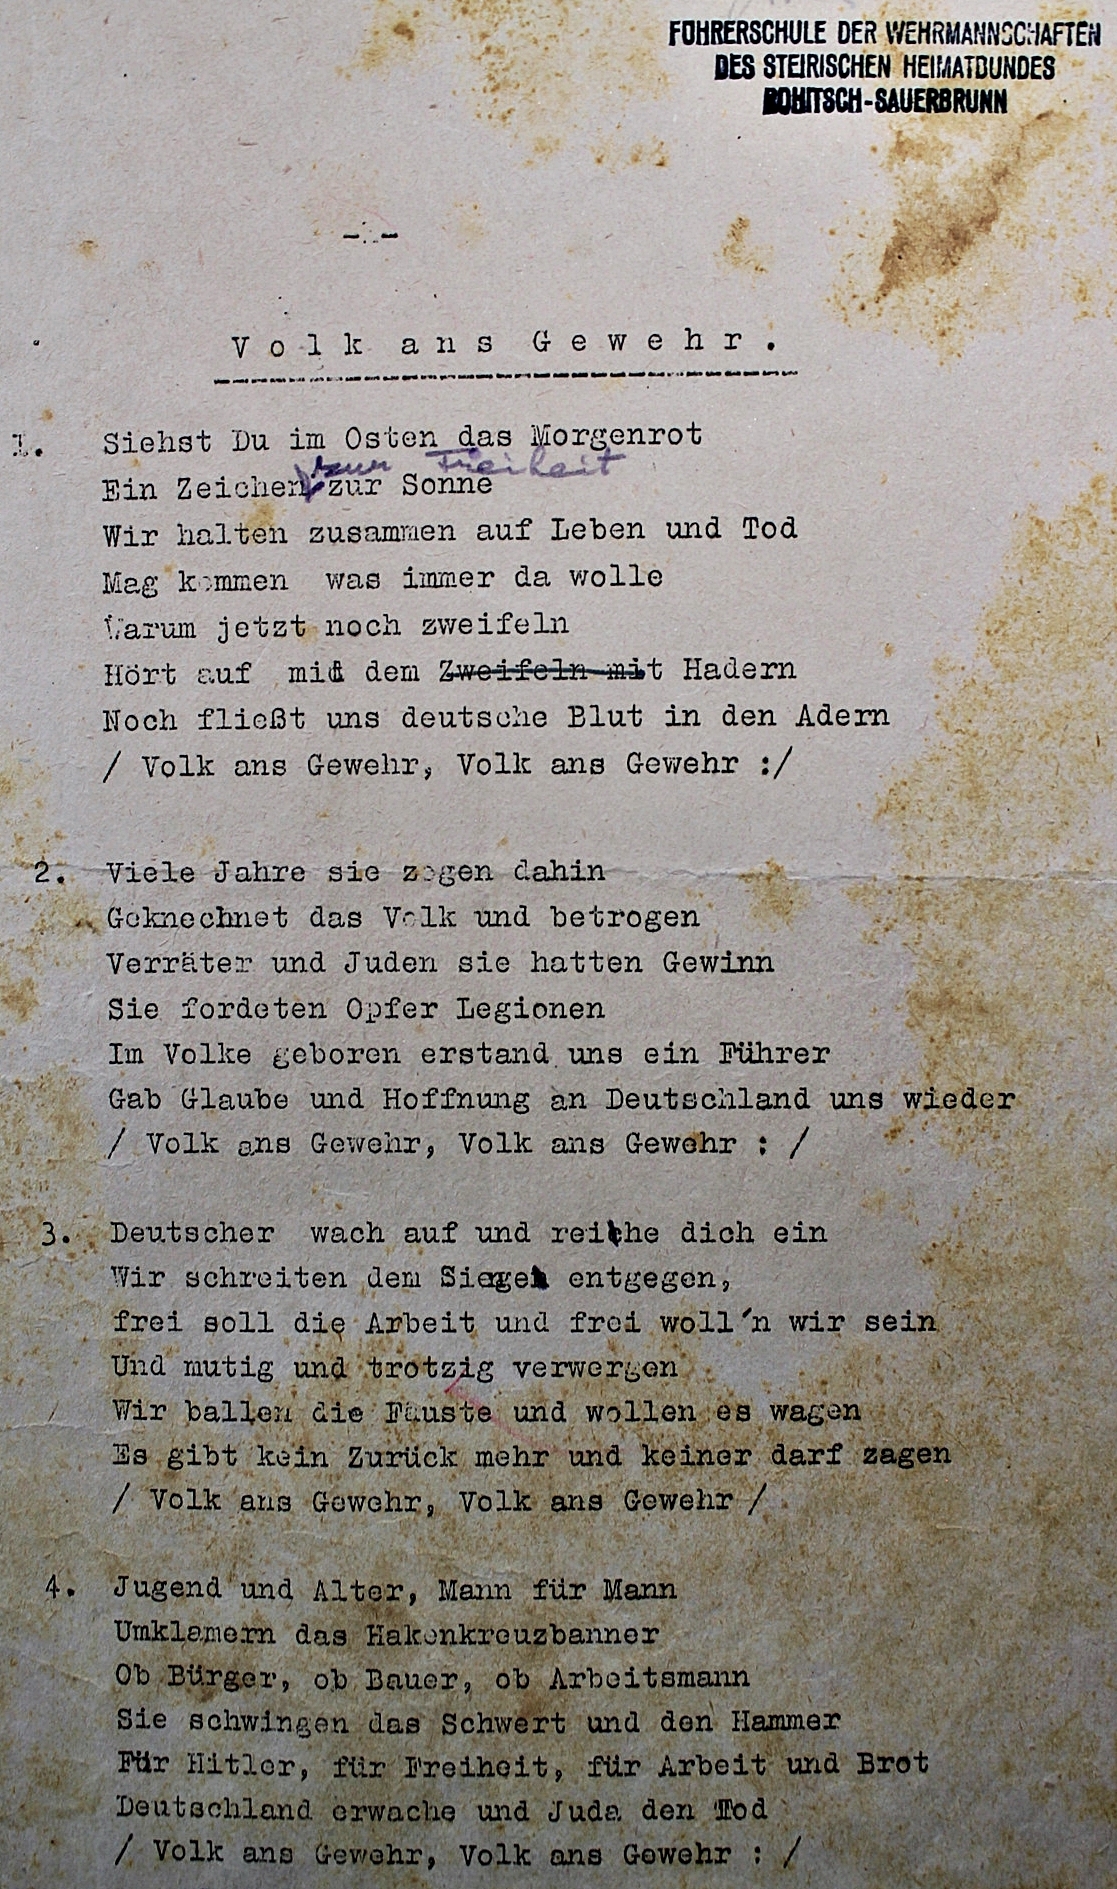 FÜHRERSCHULE DER WEHRMANNSCHAFTEN
DES STEIRISCHEN HEIMATBUNDES
ROHITSCH-SAUERBRUNN
-.-
Volk ans Gewehr.
1. Siehst Du im Osten das Morgenrot
zur Freiheit
Ein Zeichen zur Sonne
Wir halten zusammen auf Leben und Tod
Mag kommen was immer da wolle
Warum jetzt noch zweifeln
Hört auf mit dem Zweifeln mit Hadern
Noch fließt uns deutsche Blut in den Adern
/ Volk ans Gewehr, Volk ans Gewehr :/
2. Viele Jahre sie zogen dahin
Geknechnet das Volk und betrogen
Verräter und Juden sie hatten Gewinn
Sie fordeten Opfer Legionen
Im Volke geboren erstand uns ein Führer
Gab Glaube und Hoffnung an Deutschland uns wieder
/ Volk ans Gewehr, Volk ans Gewehr : /
3. Deutscher wach auf und reihe dich ein
Wir schreiten dem Siege entgegen,
frei soll die Arbeit und frei woll'n wir sein
Und mutig und trotzig verwergen
Wir ballen die Fäuste und wollen es wagen
Es gibt kein Zurück mehr und keiner darf zagen
/ Volk ans Gewehr, Volk ans Gewehr /
4. Jugend und Alter, Mann für Mann
Umklamern das Hakenkreuzbanner
Ob Bürger, ob Bauer, ob Arbeitsmann
Sie schwingen das Schwert und den Hammer
Für Hitler, für Freiheit, für Arbeit und Brot
Deutschland erwache und Juda den Tod
/ Volk ans Gewehr, Volk ans Gewehr : /